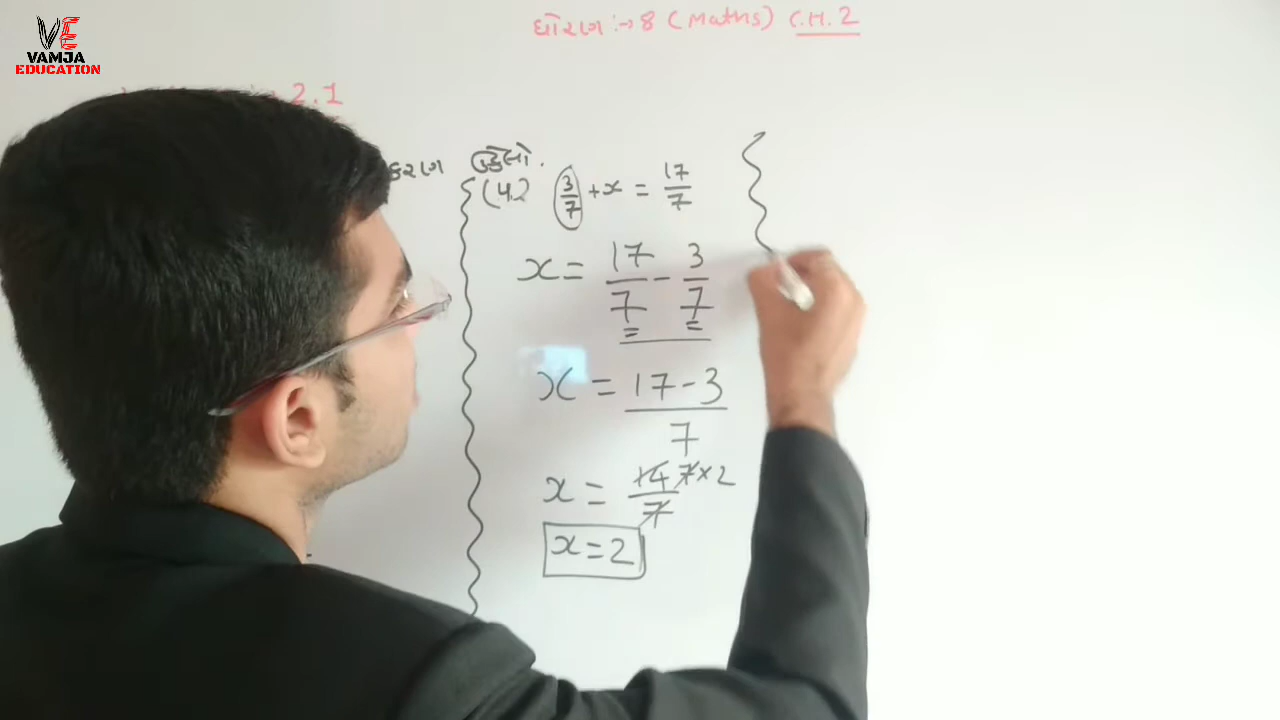 VE
VAMJA
EDUCATION
ધોરણ :→ 8 (Maths) CH. 2
2.1
કરણ ઉકેલો.
(4.) 3/7 + x = 17/7
x = 17/7 - 3/7
x = 17-3/7
x = 14/7 7×2
x = 2